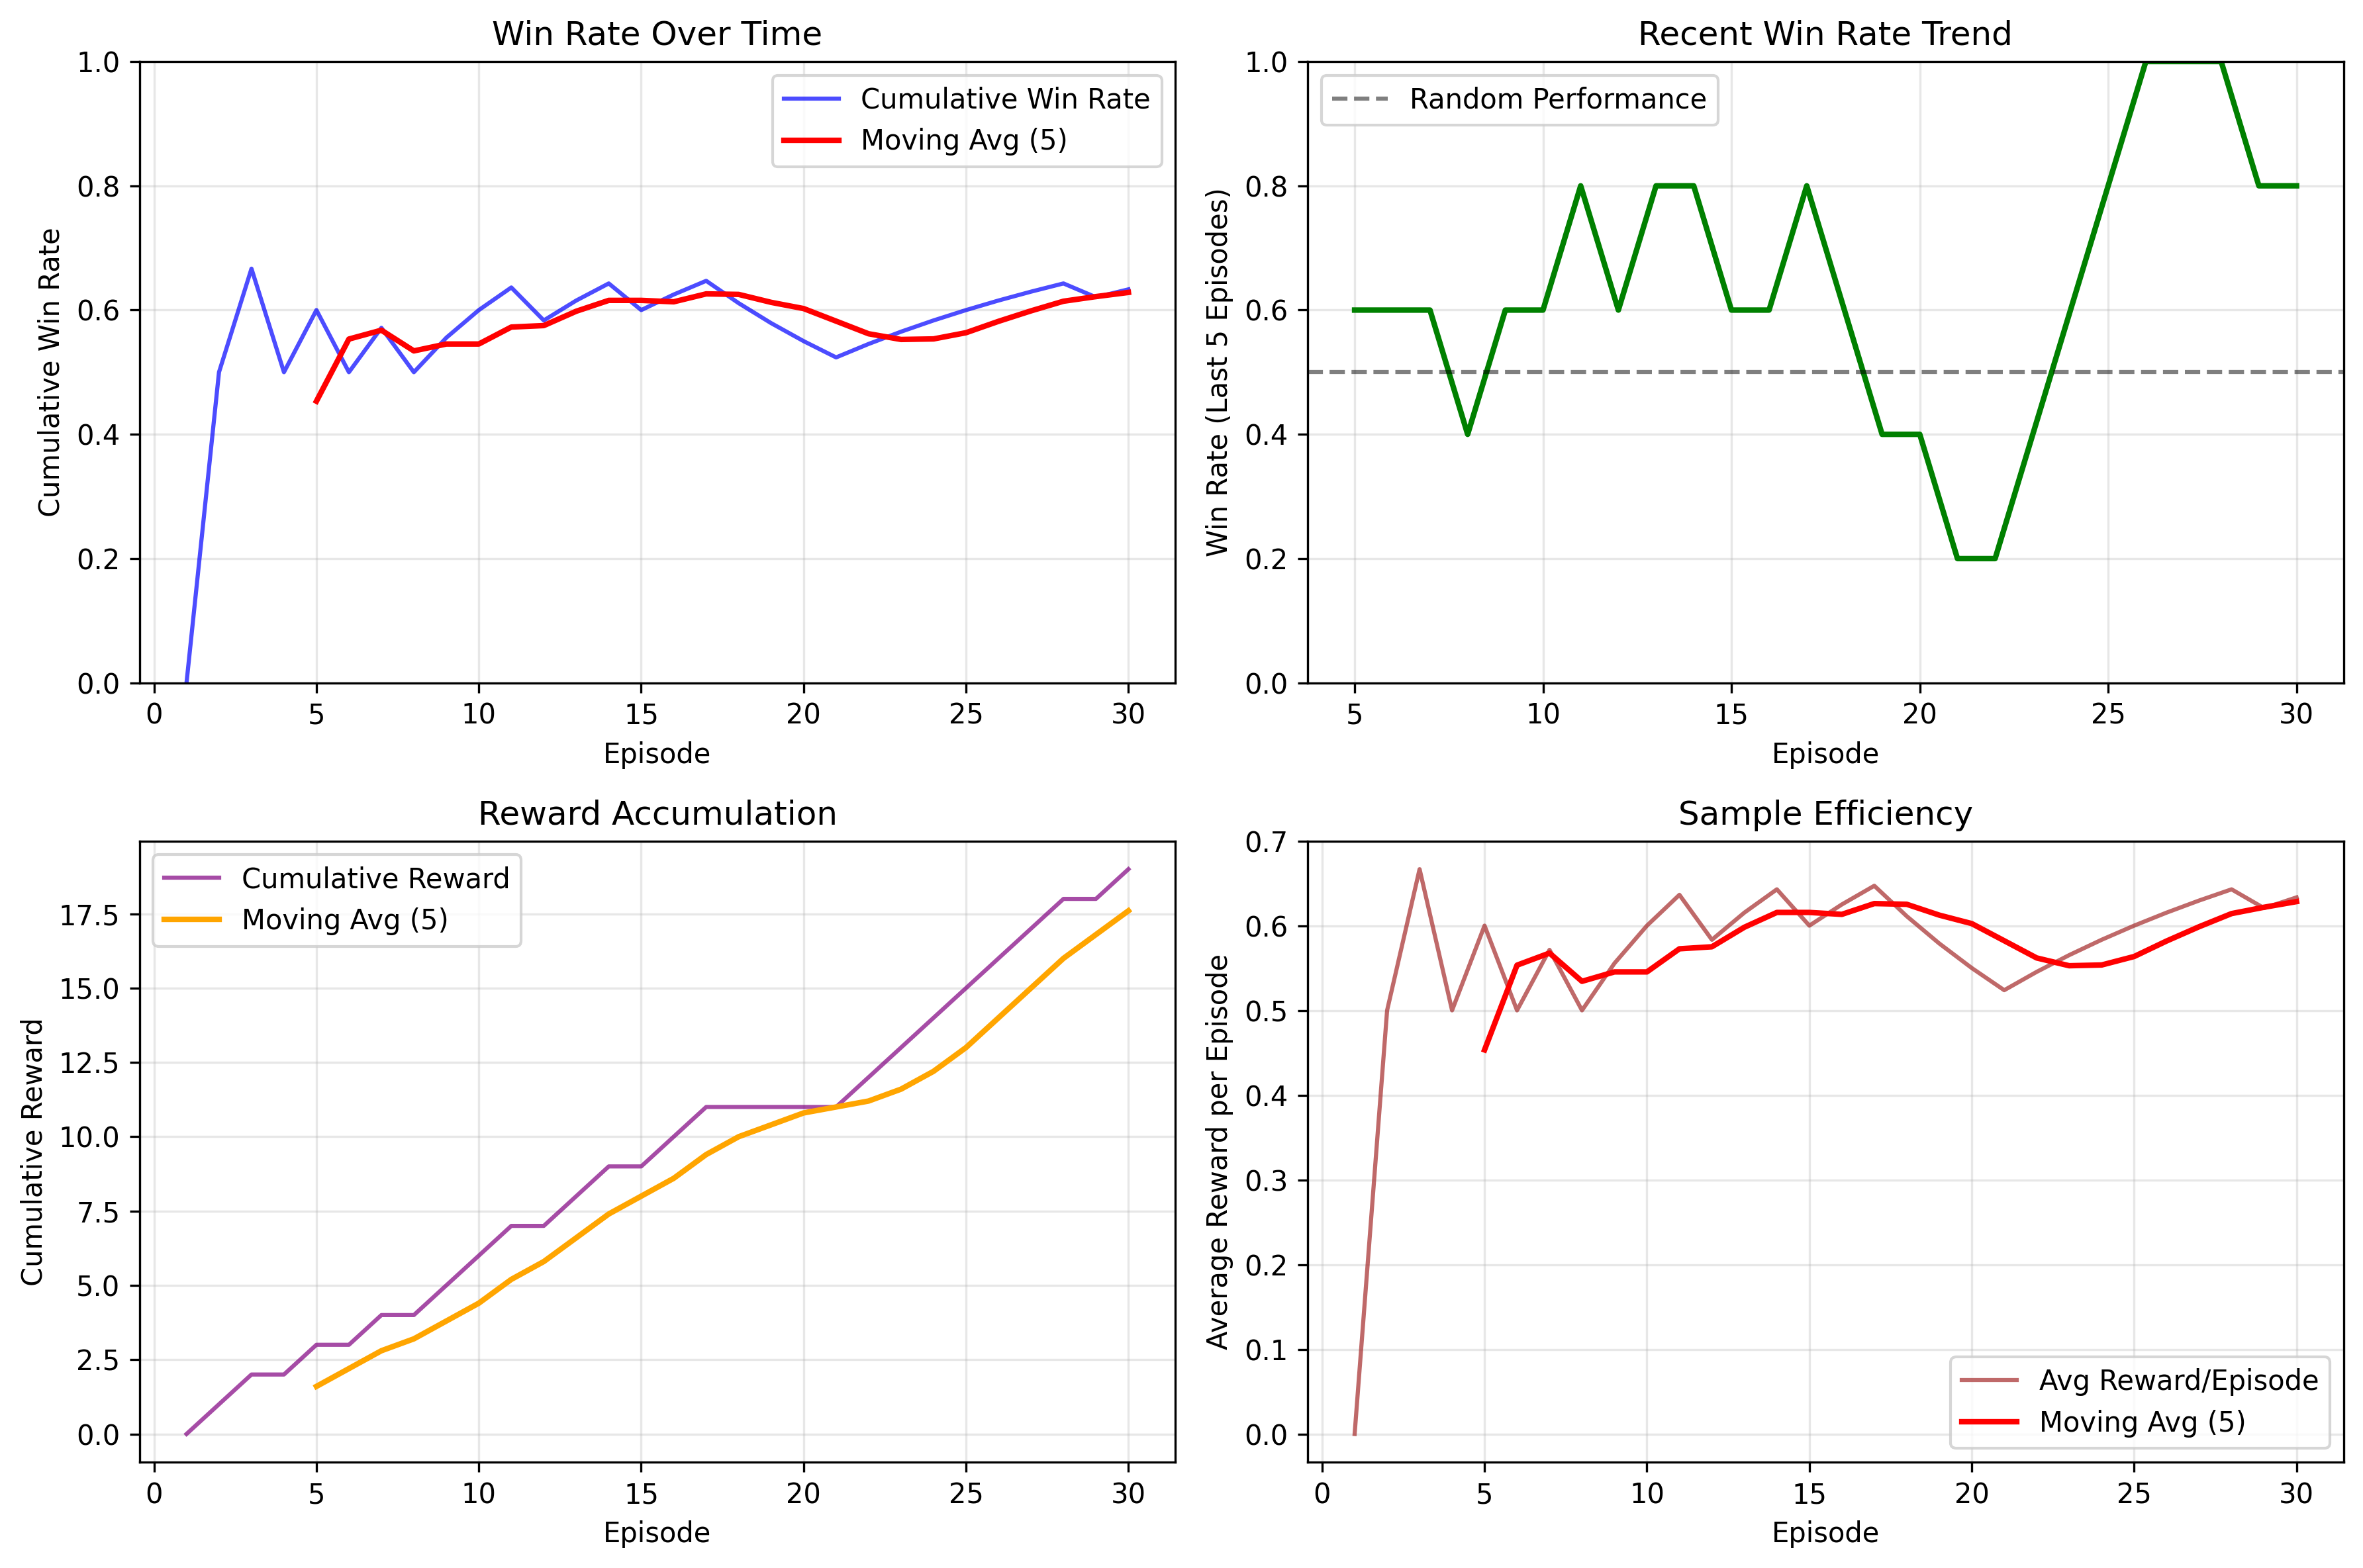 Win Rate Over Time
Cumulative Win Rate
1.0
0.8
0.6
0.4
0.2
0.0
Cumulative Win Rate
Moving Avg (5)
0 5 10 15 20 25 30
Episode
Recent Win Rate Trend
Win Rate (Last 5 Episodes)
1.0
0.8
0.6
0.4
0.2
0.0
Random Performance
5 10 15 20 25 30
Episode
Reward Accumulation
Cumulative Reward
17.5
15.0
12.5
10.0
7.5
5.0
2.5
0.0
Cumulative Reward
Moving Avg (5)
0 5 10 15 20 25 30
Episode
Sample Efficiency
Average Reward per Episode
0.7
0.6
0.5
0.4
0.3
0.2
0.1
0.0
Avg Reward/Episode
Moving Avg (5)
0 5 10 15 20 25 30
Episode